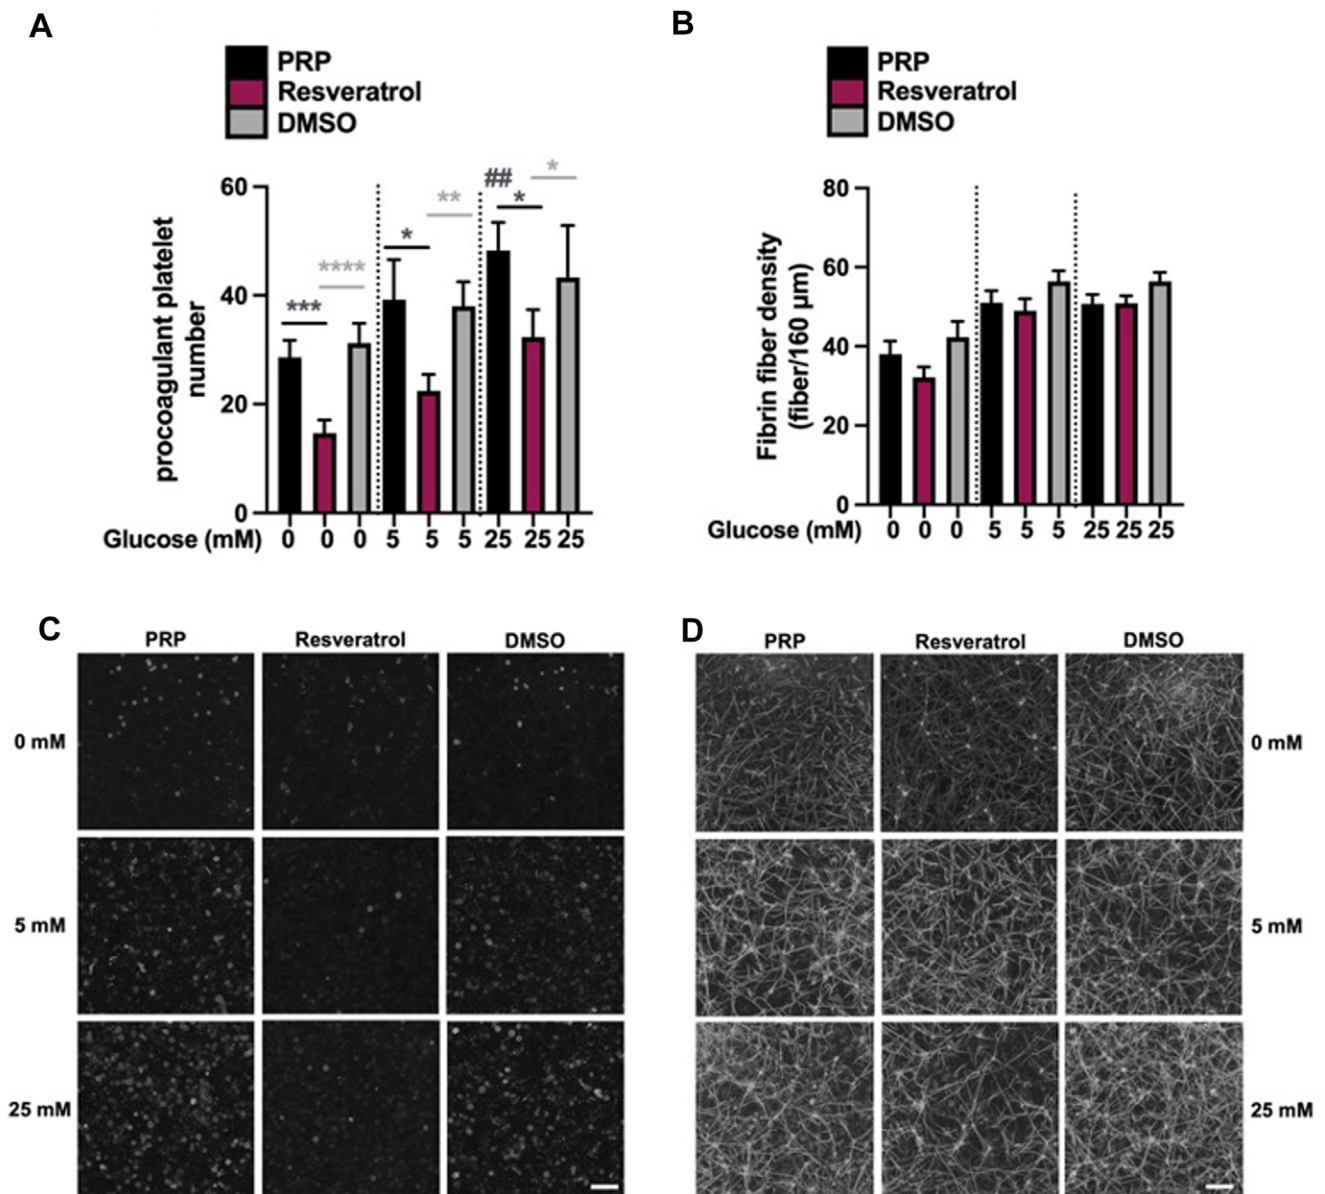 A
PRP
Resveratrol
DMSO
procoagulant platelet
number
60
40
20
0
***
****
*
**
##
*
*
Glucose (mM) 0 0 0 5 5 5 25 25 25
B
PRP
Resveratrol
DMSO
Fibrin fiber density
(fiber/160 µm)
80
60
40
20
0
Glucose (mM) 0 0 0 5 5 5 25 25 25
C
PRP Resveratrol DMSO
0 mM
5 mM
25 mM
D
PRP Resveratrol DMSO
0 mM
5 mM
25 mM